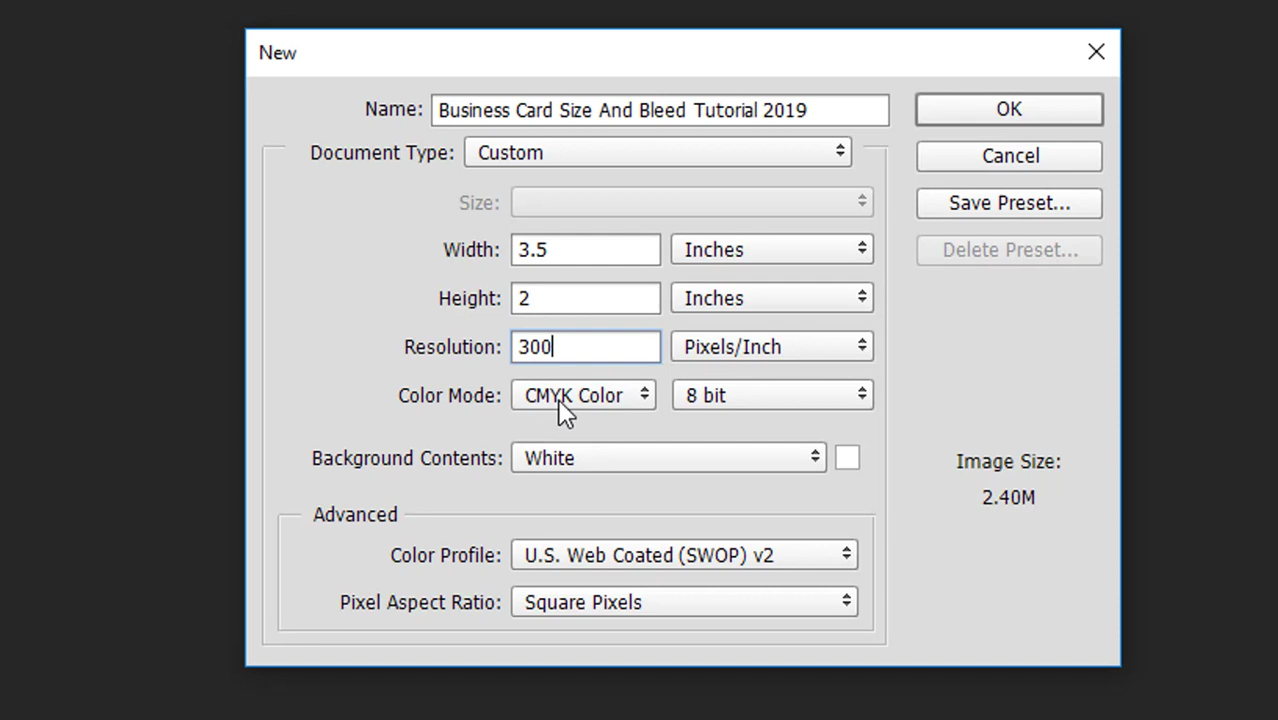 New
Name: Business Card Size And Bleed Tutorial 2019
OK
Document Type: Custom
Cancel
Size:
Save Preset...
Width: 3.5 Inches
Delete Preset...
Height: 2 Inches
Resolution: 300 Pixels/Inch
Color Mode: CMYK Color 8 bit
Background Contents: White
Image Size:
2.40M
Advanced
Color Profile: U.S. Web Coated (SWOP) v2
Pixel Aspect Ratio: Square Pixels